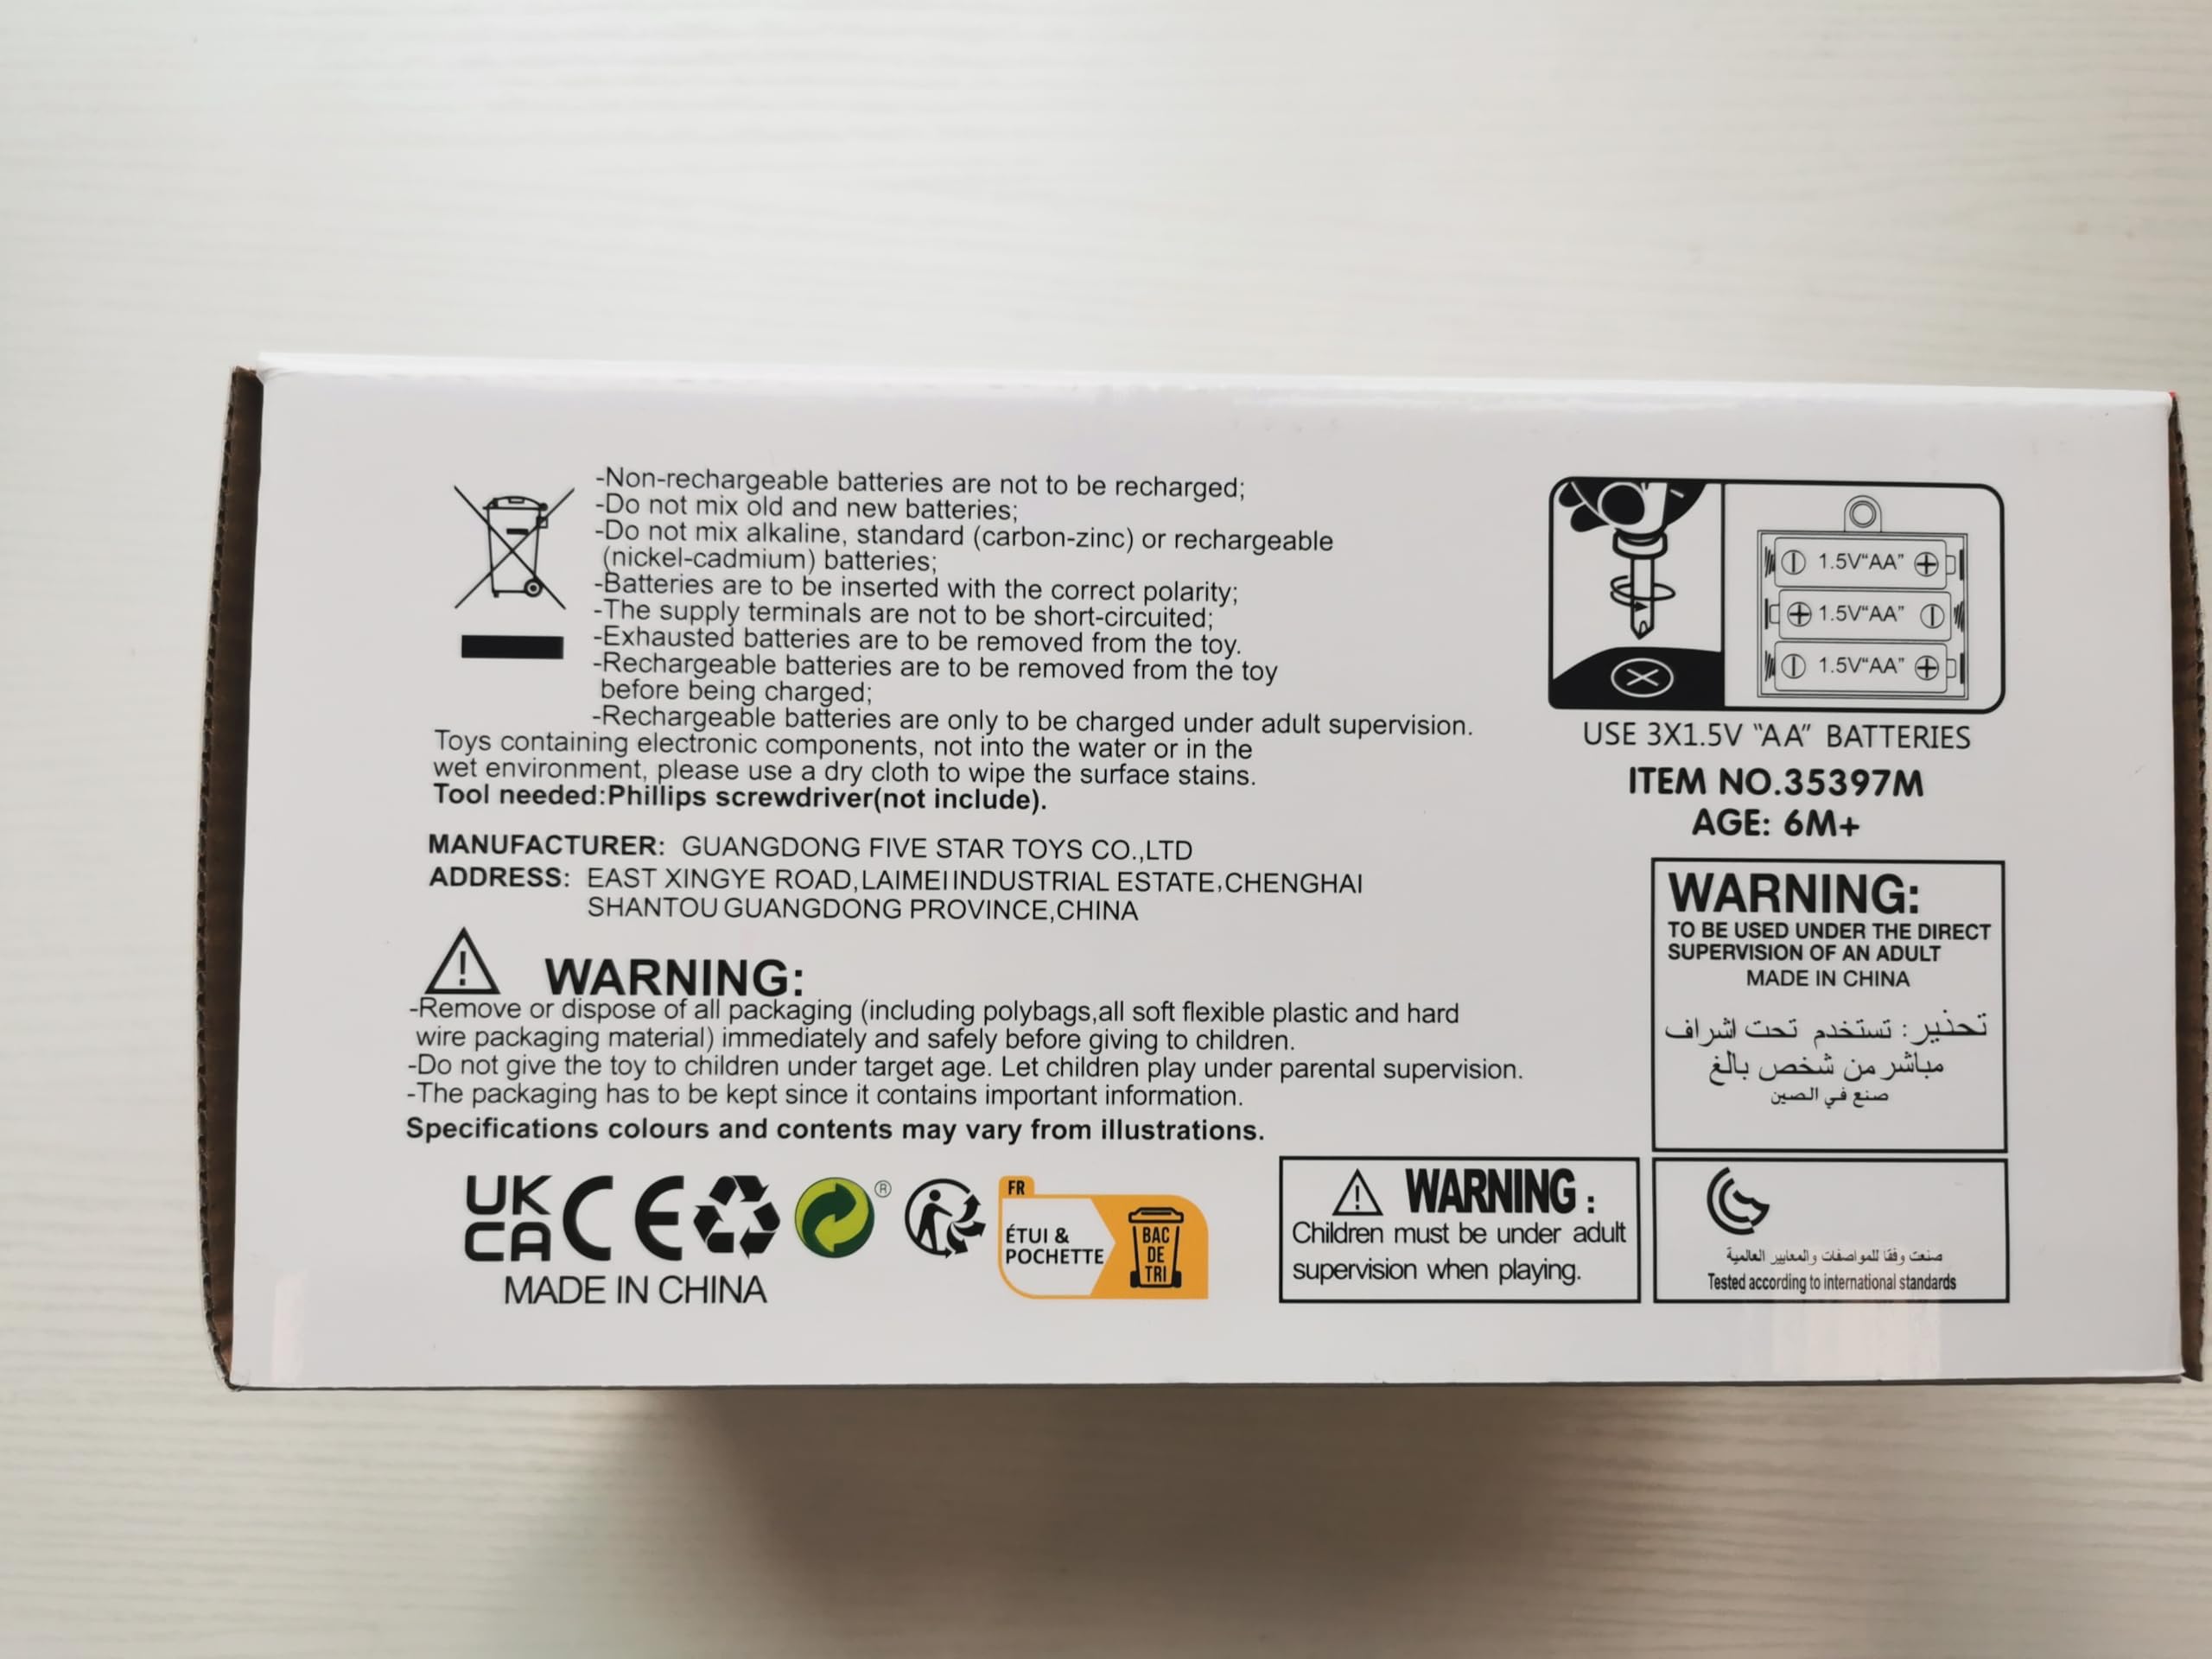 -Non-rechargeable batteries are not to be recharged;
-Do not mix old and new batteries;
-Do not mix alkaline, standard (carbon-zinc) or rechargeable
(nickel-cadmium) batteries;
-Batteries are to be inserted with the correct polarity;
-The supply terminals are not to be short-circuited;
-Exhausted batteries are to be removed from the toy.
-Rechargeable batteries are to be removed from the toy
before being charged;
-Rechargeable batteries are only to be charged under adult supervision.
Toys containing electronic components, not into the water or in the
wet environment, please use a dry cloth to wipe the surface stains.
Tool needed:Phillips screwdriver(not include).
MANUFACTURER: GUANGDONG FIVE STAR TOYS CO.,LTD
ADDRESS: EAST XINGYE ROAD,LAIMEI INDUSTRIAL ESTATE,CHENGHAI
SHANTOU GUANGDONG PROVINCE,CHINA
WARNING:
-Remove or dispose of all packaging (including polybags,all soft flexible plastic and hard
wire packaging material) immediately and safely before giving to children.
-Do not give the toy to children under target age. Let children play under parental supervision.
-The packaging has to be kept since it contains important information.
Specifications colours and contents may vary from illustrations.
UK
CA
CE
®
MADE IN CHINA
FR
ÉTUI &
POCHETTE
BAC
DE
TRI
WARNING :
Children must be under adult
supervision when playing.
1.5V“AA”
1.5V“AA”
1.5V“AA”
USE 3X1.5V “AA” BATTERIES
ITEM NO.35397M
AGE: 6M+
WARNING:
TO BE USED UNDER THE DIRECT
SUPERVISION OF AN ADULT
MADE IN CHINA
تحذير: تستخدم تحت اشراف
مباشر من شخص بالغ
صنع في الصين
صنعت وفقا للمواصفات والمعايير العالمية
Tested according to international standards